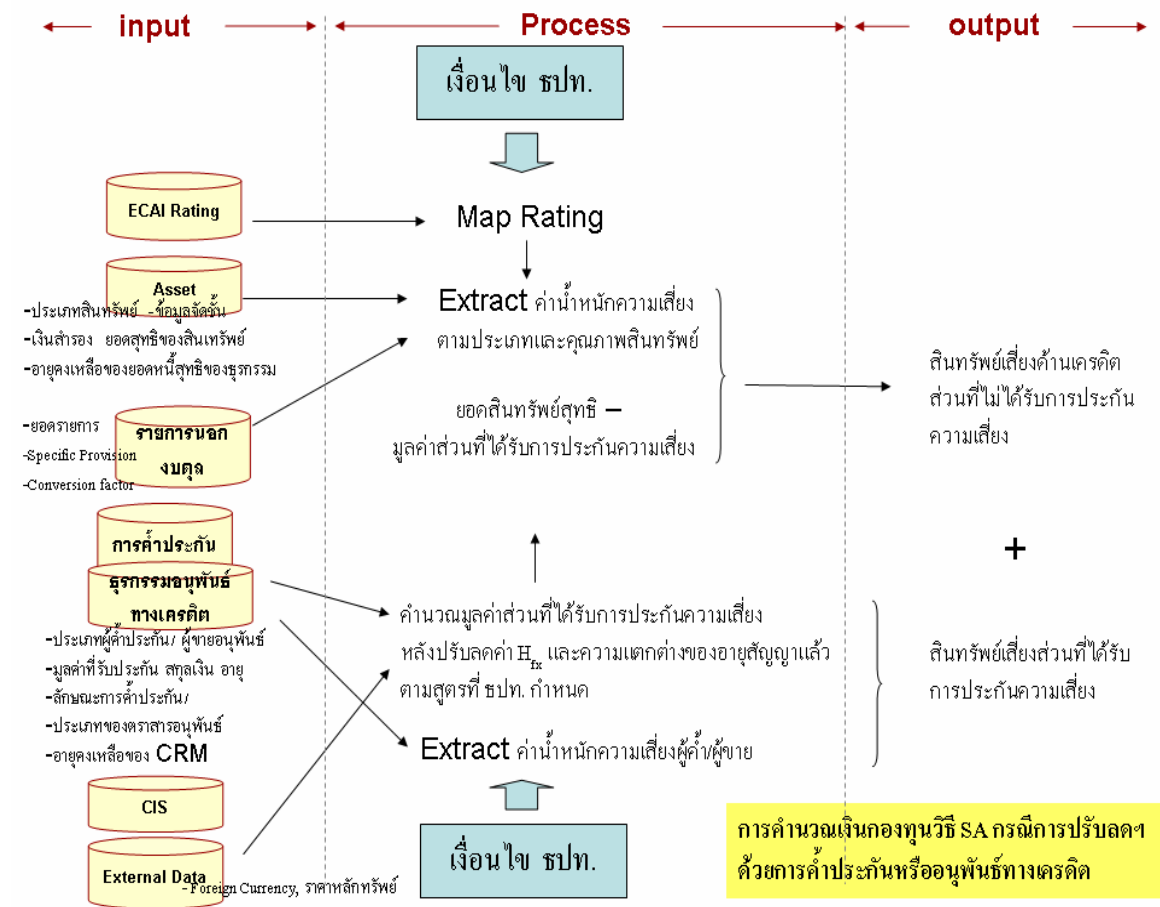 input
Process
output
เงื่อนไข ธปท.
ECAI Rating
Map Rating
Asset
-ประเภทสินทรัพย์ -ข้อมูลจัดชั้น
-เงินสำรอง ยอดสุทธิของสินทรัพย์
-อายุคงเหลือของยอดหนี้สุทธิของธุรกรรม
Extract ค่าน้ำหนักความเสี่ยง
ตามประเภทและคุณภาพสินทรัพย์
ยอดสินทรัพย์สุทธิ –
มูลค่าส่วนที่ได้รับการประกันความเสี่ยง
สินทรัพย์เสี่ยงด้านเครดิต
ส่วนที่ไม่ได้รับการประกัน
ความเสี่ยง
-ยอดรายการ
-Specific Provision
-Conversion factor
รายการนอก
งบดุล
การค้ำประกัน
ธุรกรรมอนุพันธ์
ทางเครดิต
+
-ประเภทผู้ค้ำประกัน/ ผู้ขายอนุพันธ์
-มูลค่าที่รับประกัน สกุลเงิน อายุ
-ลักษณะการค้ำประกัน/
-ประเภทของตราสารอนุพันธ์
-อายุคงเหลือของ CRM
คำนวณมูลค่าส่วนที่ได้รับการประกันความเสี่ยง
หลังปรับลดค่า Hfx และความแตกต่างของอายุสัญญาแล้ว
ตามสูตรที่ ธปท. กำหนด
Extract ค่าน้ำหนักความเสี่ยงผู้ค้ำ/ผู้ขาย
สินทรัพย์เสี่ยงส่วนที่ได้รับ
การประกันความเสี่ยง
CIS
External Data
- Foreign Currency, ราคาหลักทรัพย์
เงื่อนไข ธปท.
การคำนวณเงินกองทุนวิธี SA กรณีการปรับลดฯ
ด้วยการค้ำประกันหรืออนุพันธ์ทางเครดิต